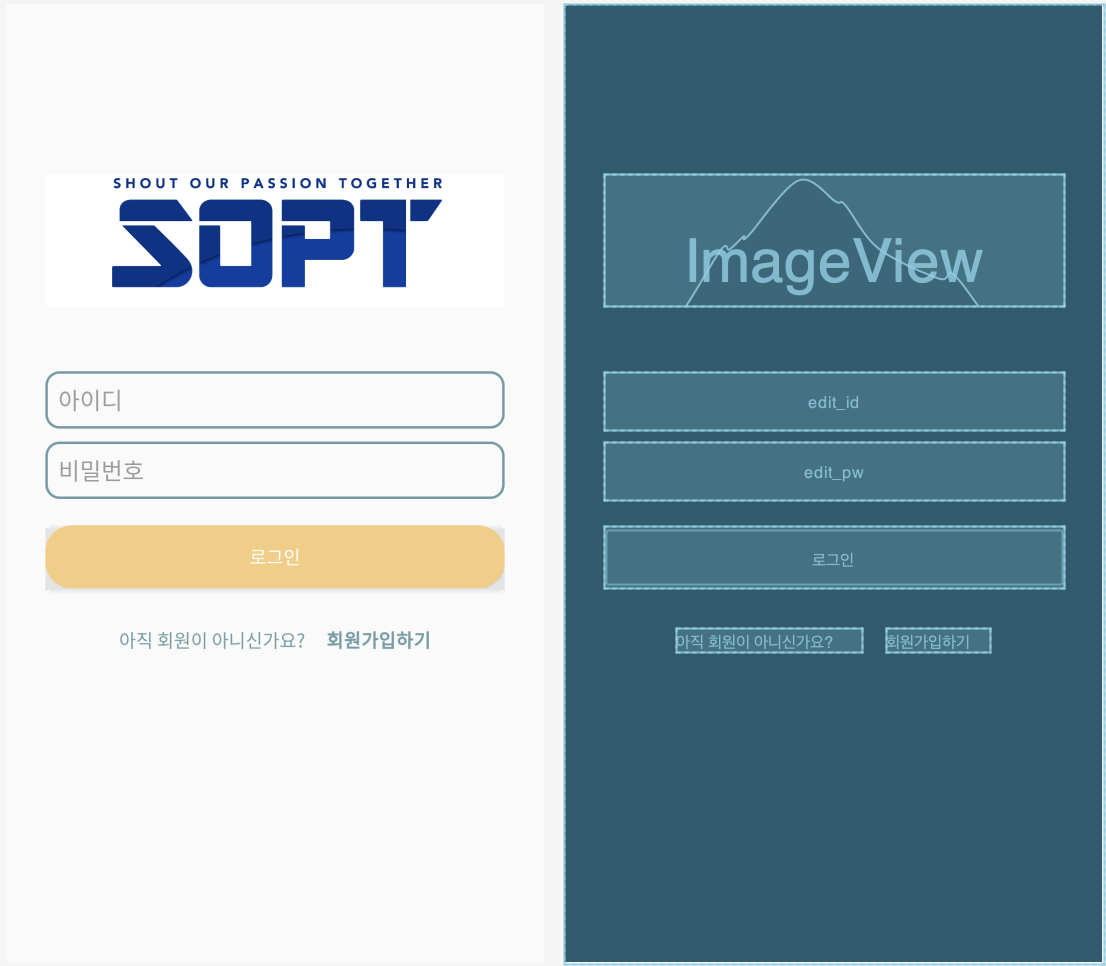 SHOUT OUR PASSION TOGETHER
SOPT
아이디
비밀번호
로그인
아직 회원이 아니신가요? 회원가입하기
ImageView
edit_id
edit_pw
로그인
아직 회원이 아니신가요? 회원가입하기